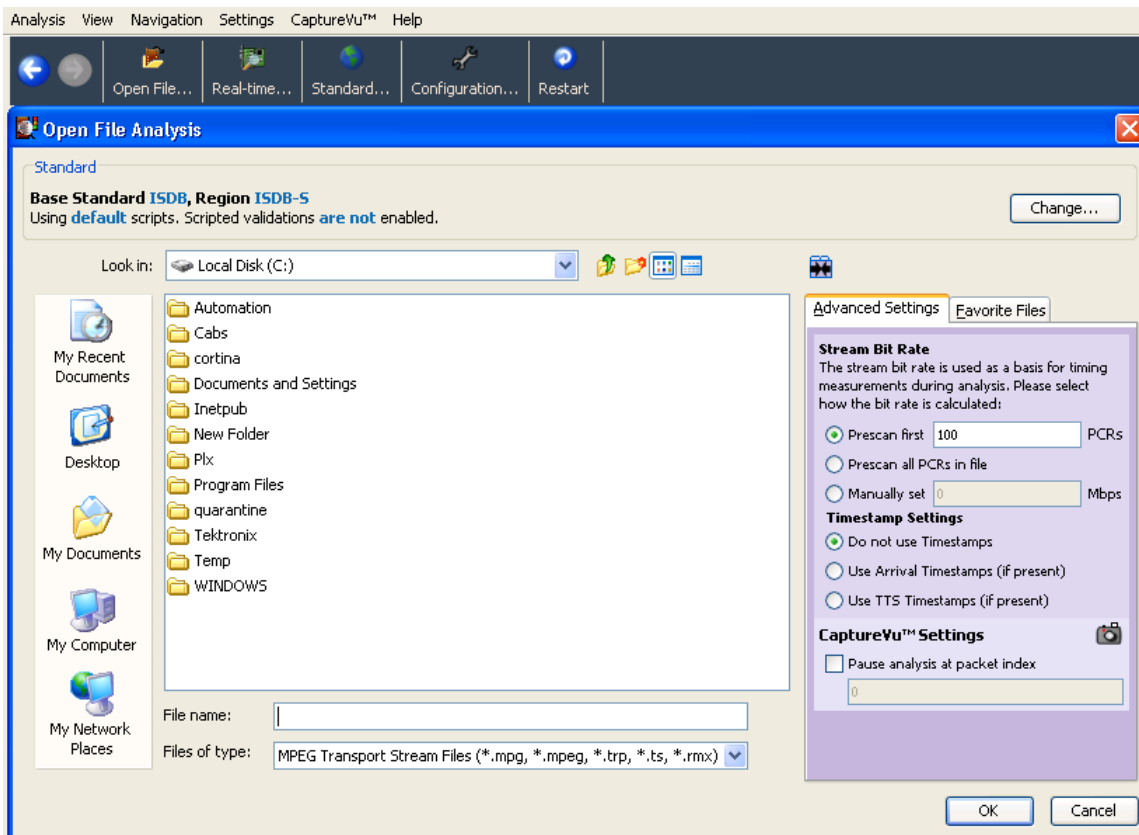 Analysis View Navigation Settings CaptureVu™ Help
Open File... Real-time... Standard... Configuration... Restart
Open File Analysis
Standard
Base Standard ISDB, Region ISDB-S
Using default scripts. Scripted validations are not enabled.
Change...
Look in: Local Disk (C:)
My Recent
Documents
Desktop
My Documents
My Computer
My Network
Places
Automation
Cabs
cortina
Documents and Settings
Inetpub
New Folder
Plx
Program Files
quarantine
Tektronix
Temp
WINDOWS
File name:
Files of type: MPEG Transport Stream Files (*.mpg, *.mpeg, *.trp, *.ts, *.rmx)
Advanced Settings Favorite Files
Stream Bit Rate
The stream bit rate is used as a basis for timing
measurements during analysis. Please select
how the bit rate is calculated:
Prescan first 100 PCRs
Prescan all PCRs in file
Manually set 0 Mbps
Timestamp Settings
Do not use Timestamps
Use Arrival Timestamps (if present)
Use TTS Timestamps (if present)
CaptureVu™ Settings
Pause analysis at packet index
0
OK Cancel